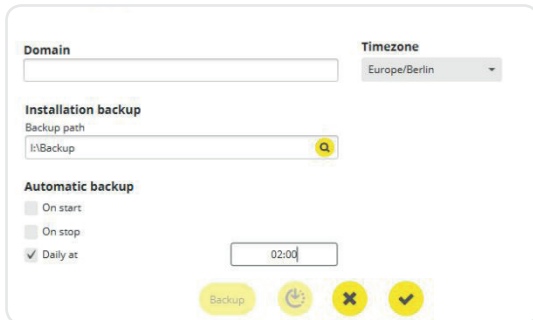 Domain
Timezone
Europe/Berlin
Installation backup
Backup path
I:\Backup
Automatic backup
On start
On stop
Daily at
02:00
Backup